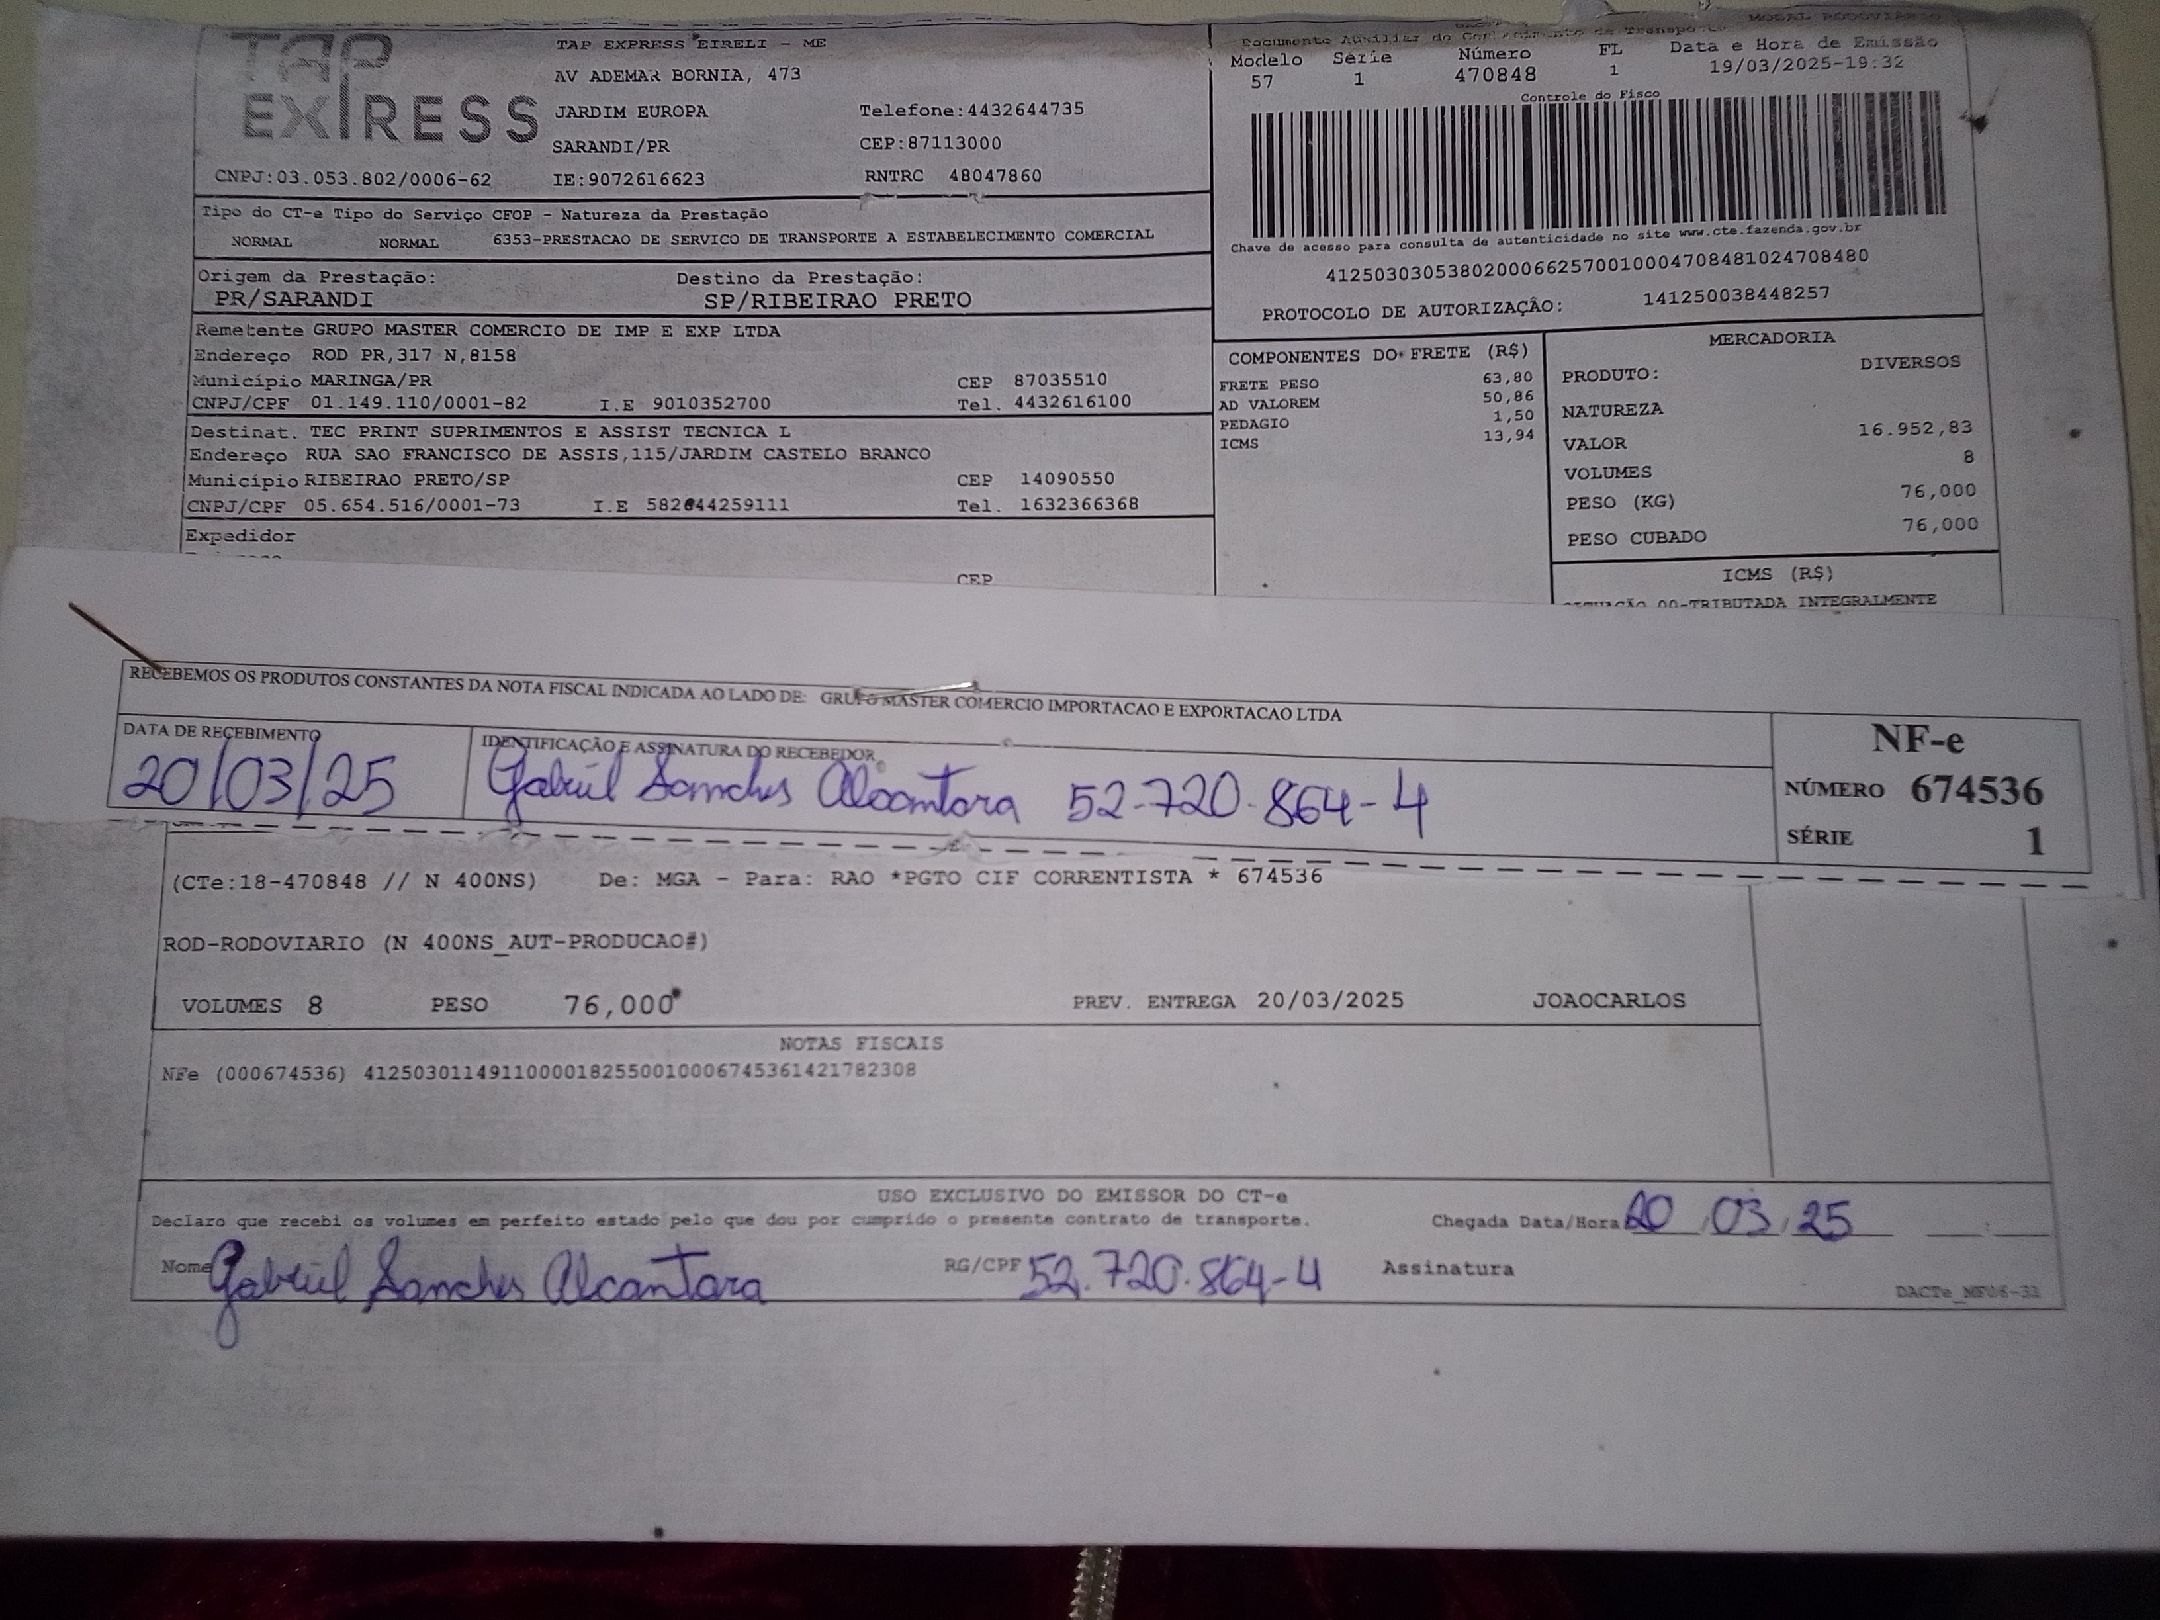 TAP
EXPRESS
TAP EXPRESS EIRELI - ME
AV ADEMAR BORNIA, 473
JARDIM EUROPA Telefone:4432644735
SARANDI/PR CEP:87113000
CNPJ:03.053.802/0006-62 IE:9072616623 RNTRC 48047860
MODAL RODOVIARIO
Documento Auxiliar do Conhecimento de Transporte
Modelo Série Número FL Data e Hora de Emissão
57 1 470848 1 19/03/2025-19:32
Controle do Fisco
Chave de acesso para consulta de autenticidade no site www.cte.fazenda.gov.br
41250303053802000662570010004708481024708480
PROTOCOLO DE AUTORIZAÇÃO: 141250038448257
Tipo do CT-e Tipo do Serviço CFOP - Natureza da Prestação
NORMAL NORMAL 6353-PRESTACAO DE SERVICO DE TRANSPORTE A ESTABELECIMENTO COMERCIAL
Origem da Prestação: Destino da Prestação:
PR/SARANDI SP/RIBEIRAO PRETO
Remetente GRUPO MASTER COMERCIO DE IMP E EXP LTDA
Endereço ROD PR,317 N,8158
Município MARINGA/PR CEP 87035510
CNPJ/CPF 01.149.110/0001-82 I.E 9010352700 Tel. 4432616100
Destinat. TEC PRINT SUPRIMENTOS E ASSIST TECNICA L
Endereço RUA SAO FRANCISCO DE ASSIS,115/JARDIM CASTELO BRANCO
Município RIBEIRAO PRETO/SP CEP 14090550
CNPJ/CPF 05.654.516/0001-73 I.E Tel. 1632366368
Expedidor
CEP
COMPONENTES DO FRETE (R$)
FRETE PESO 63,80
AD VALOREM 50,86
PEDAGIO 1,50
ICMS 13,94
MERCADORIA
PRODUTO: DIVERSOS
NATUREZA
VALOR 16.952,83
VOLUMES 8
PESO (KG) 76,000
PESO CUBADO 76,000
ICMS (R$)
SITUAÇÃO 00-TRIBUTADA INTEGRALMENTE
RECEBEMOS OS PRODUTOS CONSTANTES DA NOTA FISCAL INDICADA AO LADO DE: GRUPO MASTER COMERCIO IMPORTACAO E EXPORTACAO LTDA
DATA DE RECEBIMENTO IDENTIFICAÇÃO E ASSINATURA DO RECEBEDOR
20/03/25 Gabriel Sanches Alcantara 52.720.864-4
NF-e
NÚMERO 674536
SÉRIE 1
(CTe:18-470848 // N 400NS) De: MGA - Para: RAO *PGTO CIF CORRENTISTA * 674536
ROD-RODOVIARIO (N 400NS_AUT-PRODUCAO#)
VOLUMES 8 PESO 76,000 PREV. ENTREGA 20/03/2025 JOAOCARLOS
NOTAS FISCAIS
NFe (000674536) 41250301149110000182550010006745361421782308
USO EXCLUSIVO DO EMISSOR DO CT-e
Declaro que recebi os volumes em perfeito estado pelo que dou por cumprido o presente contrato de transporte. Chegada Data/Hora 20/03/25
Nome Gabriel Sanches Alcantara RG/CPF 52.720.864-4 Assinatura